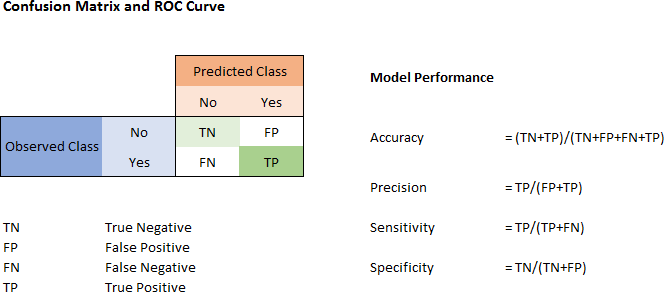 Confusion Matrix and ROC Curve
Predicted Class
No Yes
Observed Class No TN FP
Yes FN TP
TN True Negative
FP False Positive
FN False Negative
TP True Positive
Model Performance
Accuracy = (TN+TP)/(TN+FP+FN+TP)
Precision = TP/(FP+TP)
Sensitivity = TP/(TP+FN)
Specificity = TN/(TN+FP)